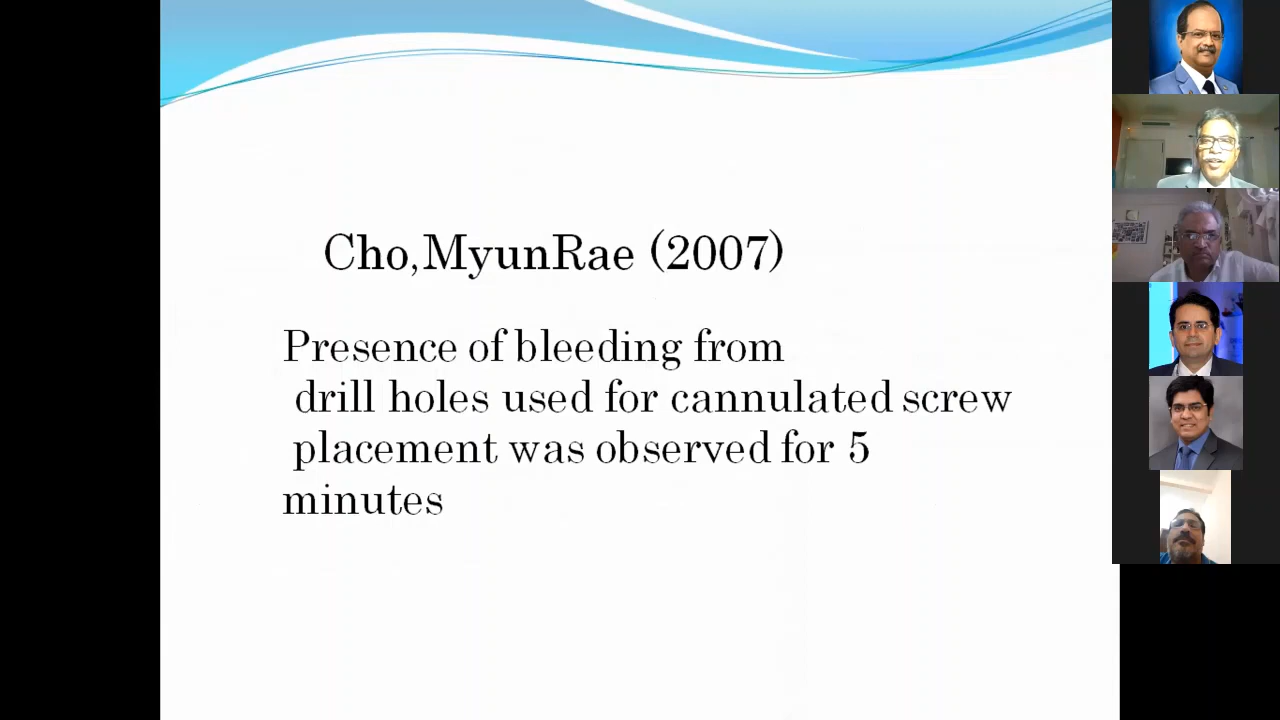 Cho,MyunRae (2007)
Presence of bleeding from
drill holes used for cannulated screw
placement was observed for 5
minutes